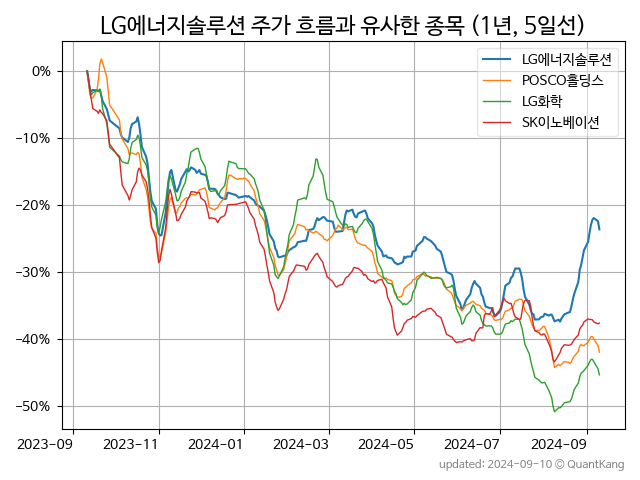 LG에너지솔루션 주가 흐름과 유사한 종목 (1년, 5일선)
LG에너지솔루션
POSCO홀딩스
LG화학
SK이노베이션
0%
−10%
−20%
−30%
−40%
−50%
2023-09 2023-11 2024-01 2024-03 2024-05 2024-07 2024-09
updated: 2024-09-10 © QuantKang